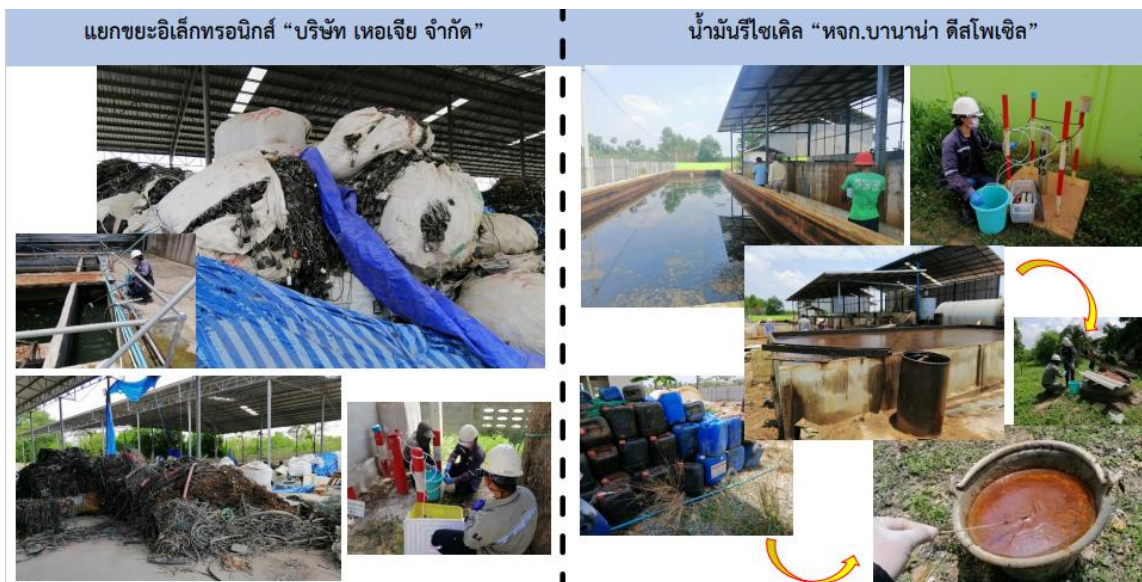 แยกขยะอิเล็กทรอนิกส์ “บริษัท เหอเจีย จำกัด”
น้ำมันรีไซเคิล “หจก.บานาน่า ดีสโพเซิล”